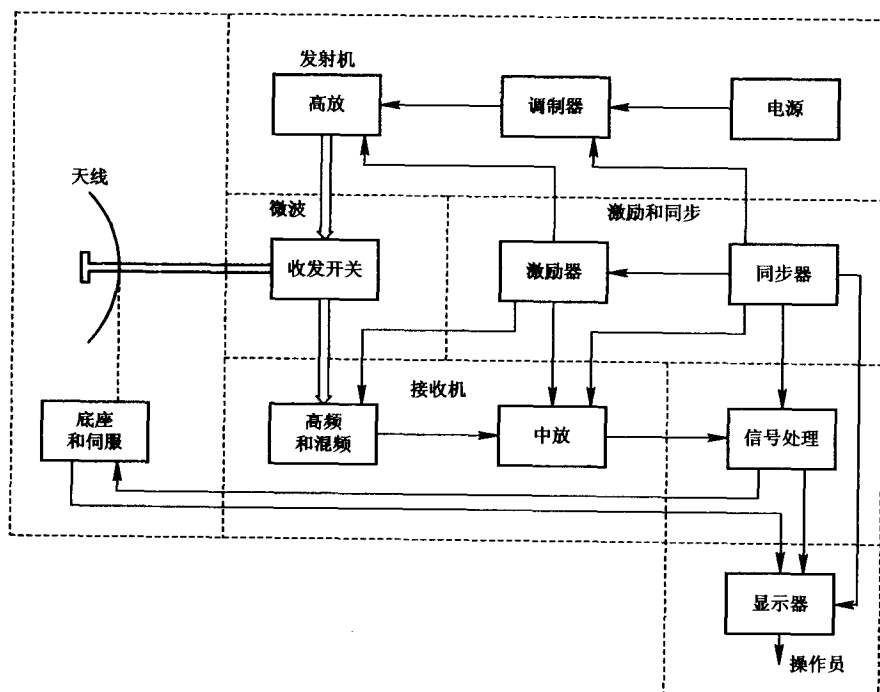 发射机
高放
调制器
电源
天线
微波
激励和同步
收发开关
激励器
同步器
接收机
底座
和伺服
高频
和混频
中放
信号处理
显示器
操作员